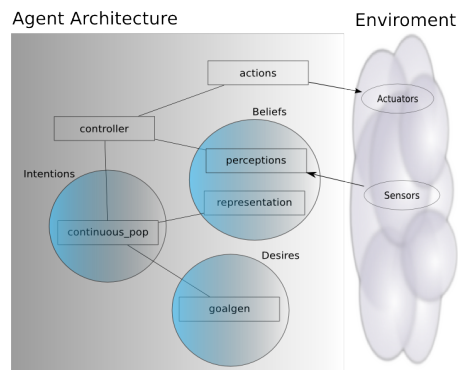 Agent Architecture
Enviroment
actions
Actuators
Beliefs
controller
perceptions
Intentions
Sensors
representation
continuous_pop
Desires
goalgen